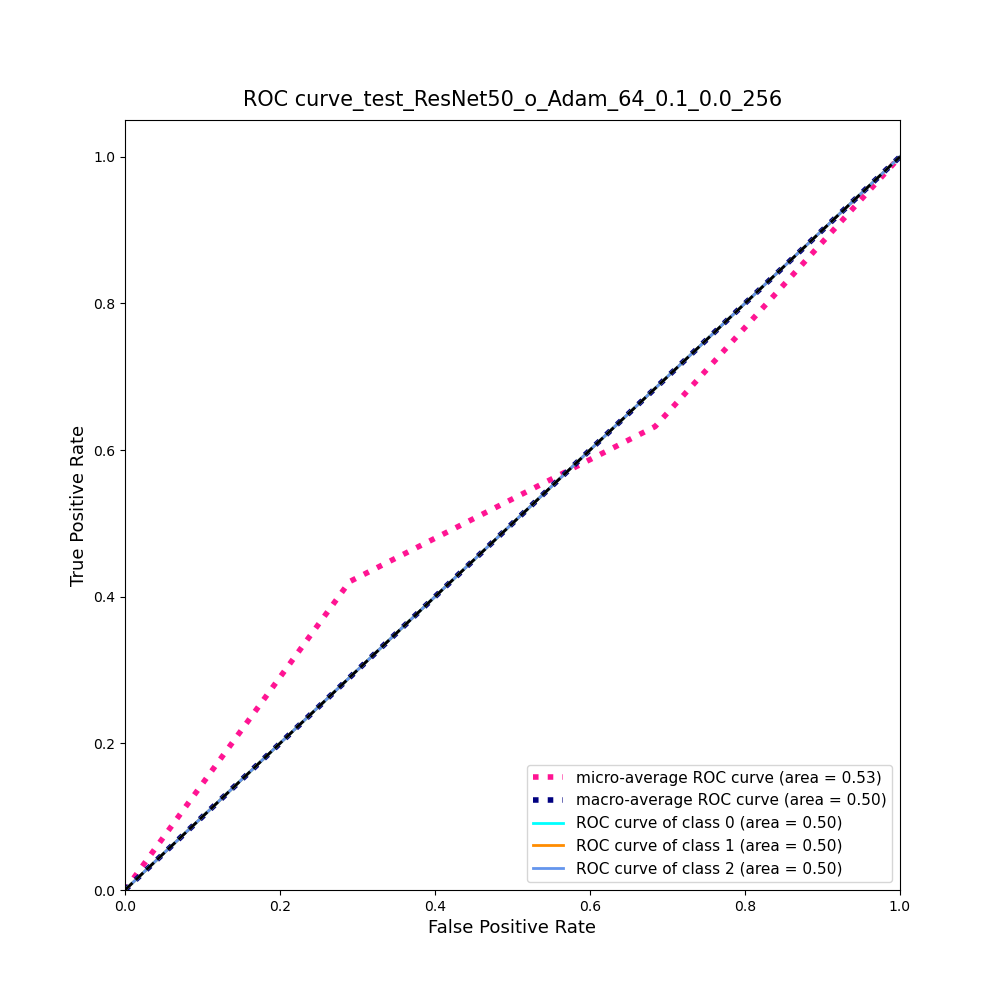 ROC curve_test_ResNet50_o_Adam_64_0.1_0.0_256
1.0
0.8
0.6
0.4
0.2
0.0
True Positive Rate
micro-average ROC curve (area = 0.53)
macro-average ROC curve (area = 0.50)
ROC curve of class 0 (area = 0.50)
ROC curve of class 1 (area = 0.50)
ROC curve of class 2 (area = 0.50)
0.0 0.2 0.4 0.6 0.8 1.0
False Positive Rate